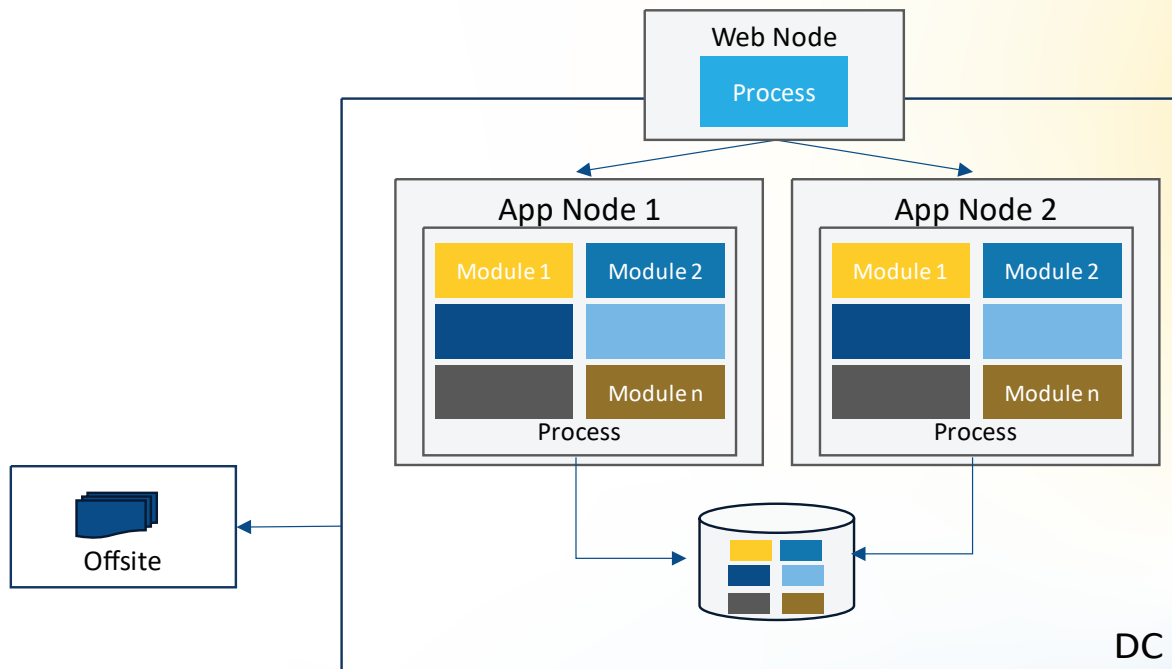 Web Node
Process
App Node 1
Module 1
Module 2
Module n
Process
App Node 2
Module 1
Module 2
Module n
Process
Offsite
DC